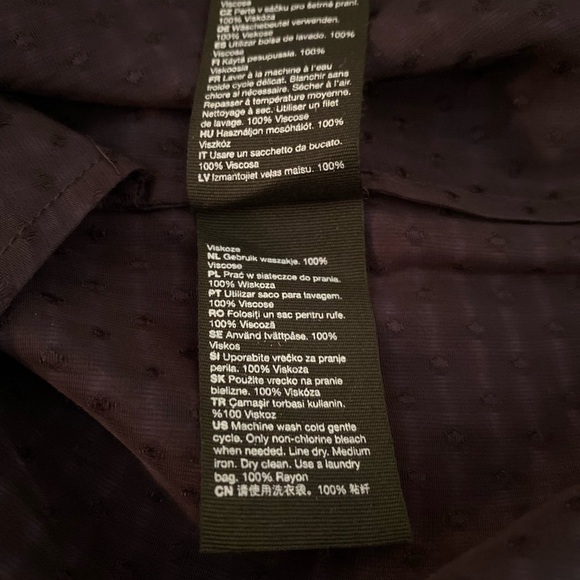 Viscosa
CZ Perte v sáčku pro šetrné praní.
100% Viskóza
DE Wäschebeutel verwenden.
100% Viskose
ES Utilizar bolsa de lavado. 100%
Viscosa
FI Käytä pesupussia. 100%
Viskoosia
FR Laver à la machine à l'eau
froide cycle délicat. Blanchir sans
chlore si nécessaire. Sécher à l'air.
Repasser à température moyenne.
Nettoyage à sec. Utiliser un filet
de lavage. 100% Viscose
HU Használjon mosóhálót. 100%
Viszkóz
IT Usare un sacchetto da bucato.
100% Viscosa
LV Izmantojiet veļas maisu. 100%
Viskoze
NL Gebruik waszakje. 100%
Viscose
PL Prać w siateczce do prania.
100% Wiskoza
PT Utilizar saco para lavagem.
100% Viscose
RO Folosiți un sac pentru rufe.
100% Viscoză
SE Använd tvättpåse. 100%
Viskos
SI Uporabite vrečko za pranje
perila. 100% Viskoza
SK Použite vrecko na pranie
bielizne. 100% Viskóza
TR Çamaşır torbasi kullanin.
%100 Viskoz
US Machine wash cold gentle
cycle. Only non-chlorine bleach
when needed. Line dry. Medium
iron. Dry clean. Use a laundry
bag. 100% Rayon
CN 请使用洗衣袋。100% 粘纤